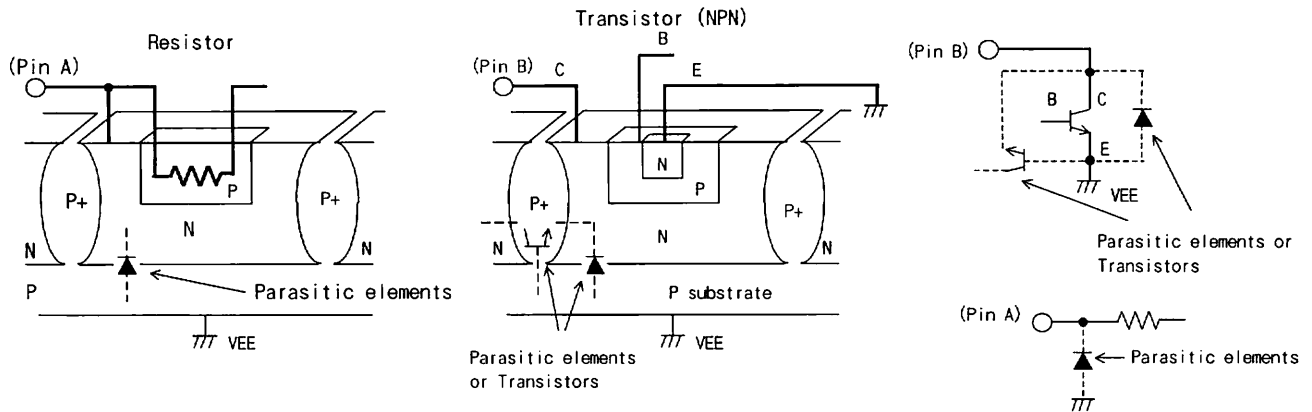 Resistor
(Pin A)
P+
N
P
P+
N
N
P
Parasitic elements
VEE
Transistor (NPN)
B
(Pin B)
C
E
N
P
P+
P+
N
N
N
P substrate
VEE
Parasitic elements
or Transistors
(Pin B)
B
C
E
VEE
Parasitic elements or
Transistors
(Pin A)
Parasitic elements